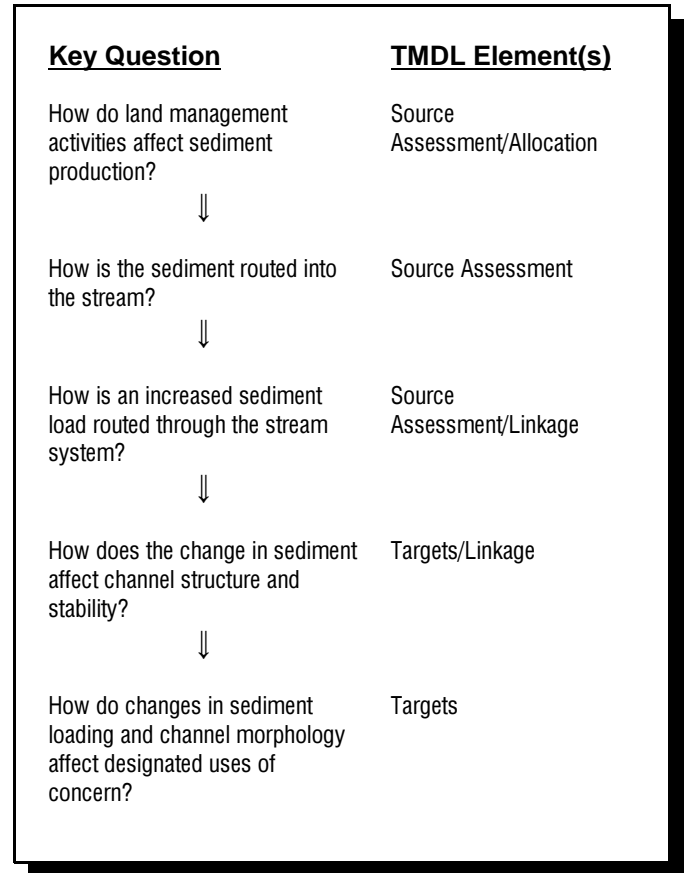 Key Question TMDL Element(s)
How do land management Source
activities affect sediment Assessment/Allocation
production?
⇓
How is the sediment routed into Source Assessment
the stream?
⇓
How is an increased sediment Source
load routed through the stream Assessment/Linkage
system?
⇓
How does the change in sediment Targets/Linkage
affect channel structure and
stability?
⇓
How do changes in sediment Targets
loading and channel morphology
affect designated uses of
concern?